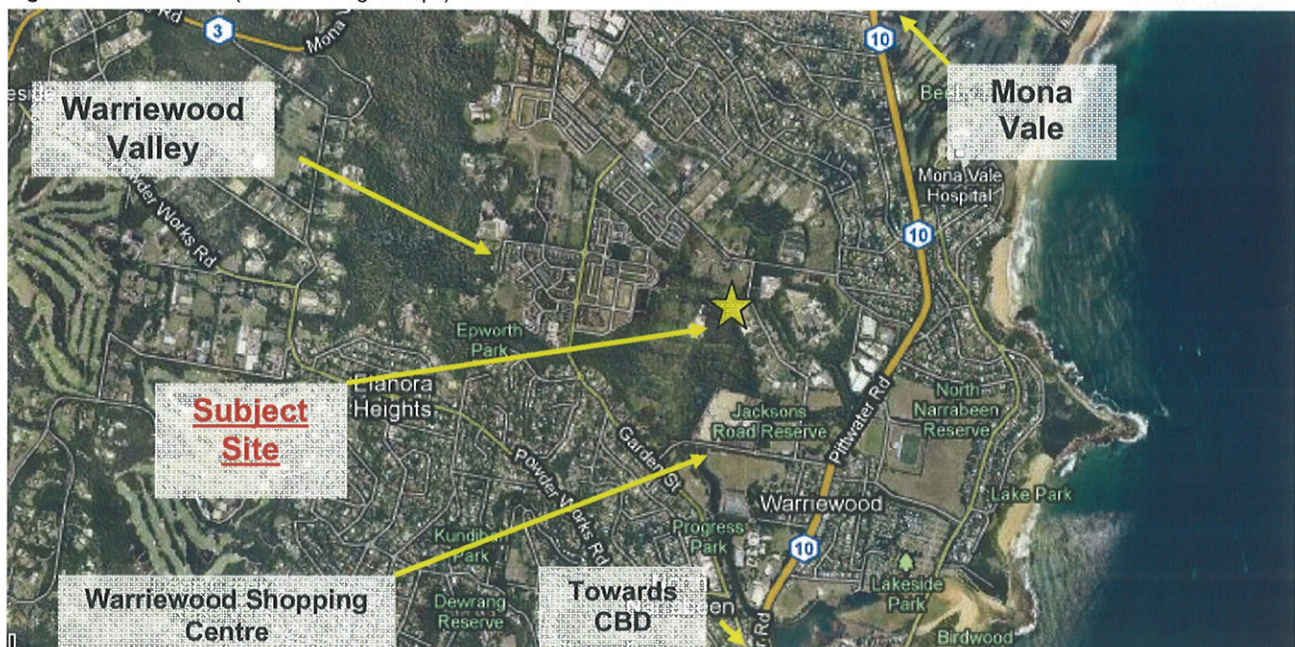 3
Mona
10
Mona
Vale
Warriewood
Valley
Powder Works Rd
Mona Vale
Hospital
10
Epworth
Park
Elanora
Heights
Subject
Site
Jacksons
Road Reserve
Pittwater Rd
North
Narrabeen
Reserve
Garden St
Powder Works Rd
Lake Park
Warriewood
Kundibah
Park
Progress
Park
10
Lakeside
Park
Warriewood Shopping
Centre
Dewrang
Reserve
Towards
CBD
Narrabeen
Birdwood